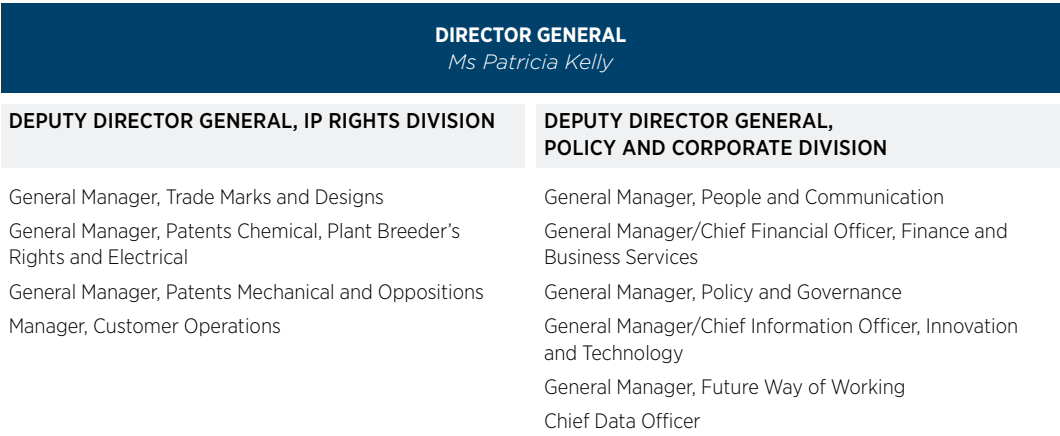 DIRECTOR GENERAL
Ms Patricia Kelly
DEPUTY DIRECTOR GENERAL, IP RIGHTS DIVISION
General Manager, Trade Marks and Designs
General Manager, Patents Chemical, Plant Breeder’s
Rights and Electrical
General Manager, Patents Mechanical and Oppositions
Manager, Customer Operations
DEPUTY DIRECTOR GENERAL,
POLICY AND CORPORATE DIVISION
General Manager, People and Communication
General Manager/Chief Financial Officer, Finance and
Business Services
General Manager, Policy and Governance
General Manager/Chief Information Officer, Innovation
and Technology
General Manager, Future Way of Working
Chief Data Officer